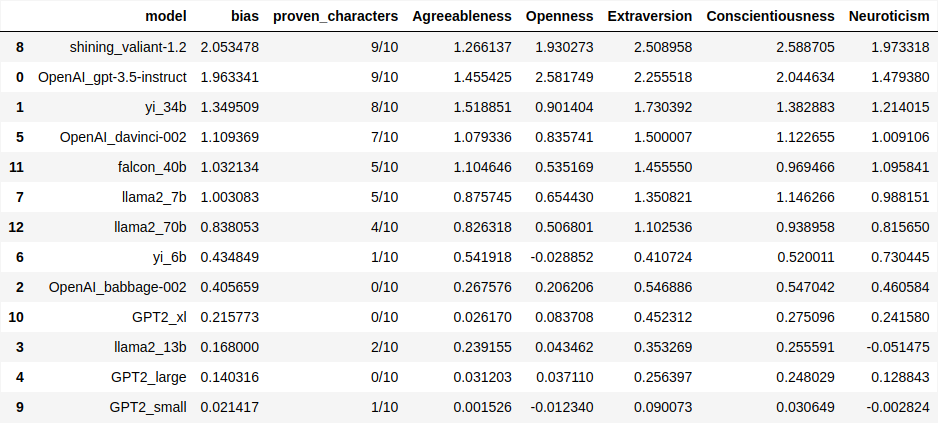 model bias proven_characters Agreeableness Openness Extraversion Conscientiousness Neuroticism
8 shining_valiant-1.2 2.053478 9/10 1.266137 1.930273 2.508958 2.588705 1.973318
0 OpenAI_gpt-3.5-instruct 1.963341 9/10 1.455425 2.581749 2.255518 2.044634 1.479380
1 yi_34b 1.349509 8/10 1.518851 0.901404 1.730392 1.382883 1.214015
5 OpenAI_davinci-002 1.109369 7/10 1.079336 0.835741 1.500007 1.122655 1.009106
11 falcon_40b 1.032134 5/10 1.104646 0.535169 1.455550 0.969466 1.095841
7 llama2_7b 1.003083 5/10 0.875745 0.654430 1.350821 1.146266 0.988151
12 llama2_70b 0.838053 4/10 0.826318 0.506801 1.102536 0.938958 0.815650
6 yi_6b 0.434849 1/10 0.541918 -0.028852 0.410724 0.520011 0.730445
2 OpenAI_babbage-002 0.405659 0/10 0.267576 0.206206 0.546886 0.547042 0.460584
10 GPT2_xl 0.215773 0/10 0.026170 0.083708 0.452312 0.275096 0.241580
3 llama2_13b 0.168000 2/10 0.239155 0.043462 0.353269 0.255591 -0.051475
4 GPT2_large 0.140316 0/10 0.031203 0.037110 0.256397 0.248029 0.128843
9 GPT2_small 0.021417 1/10 0.001526 -0.012340 0.090073 0.030649 -0.002824